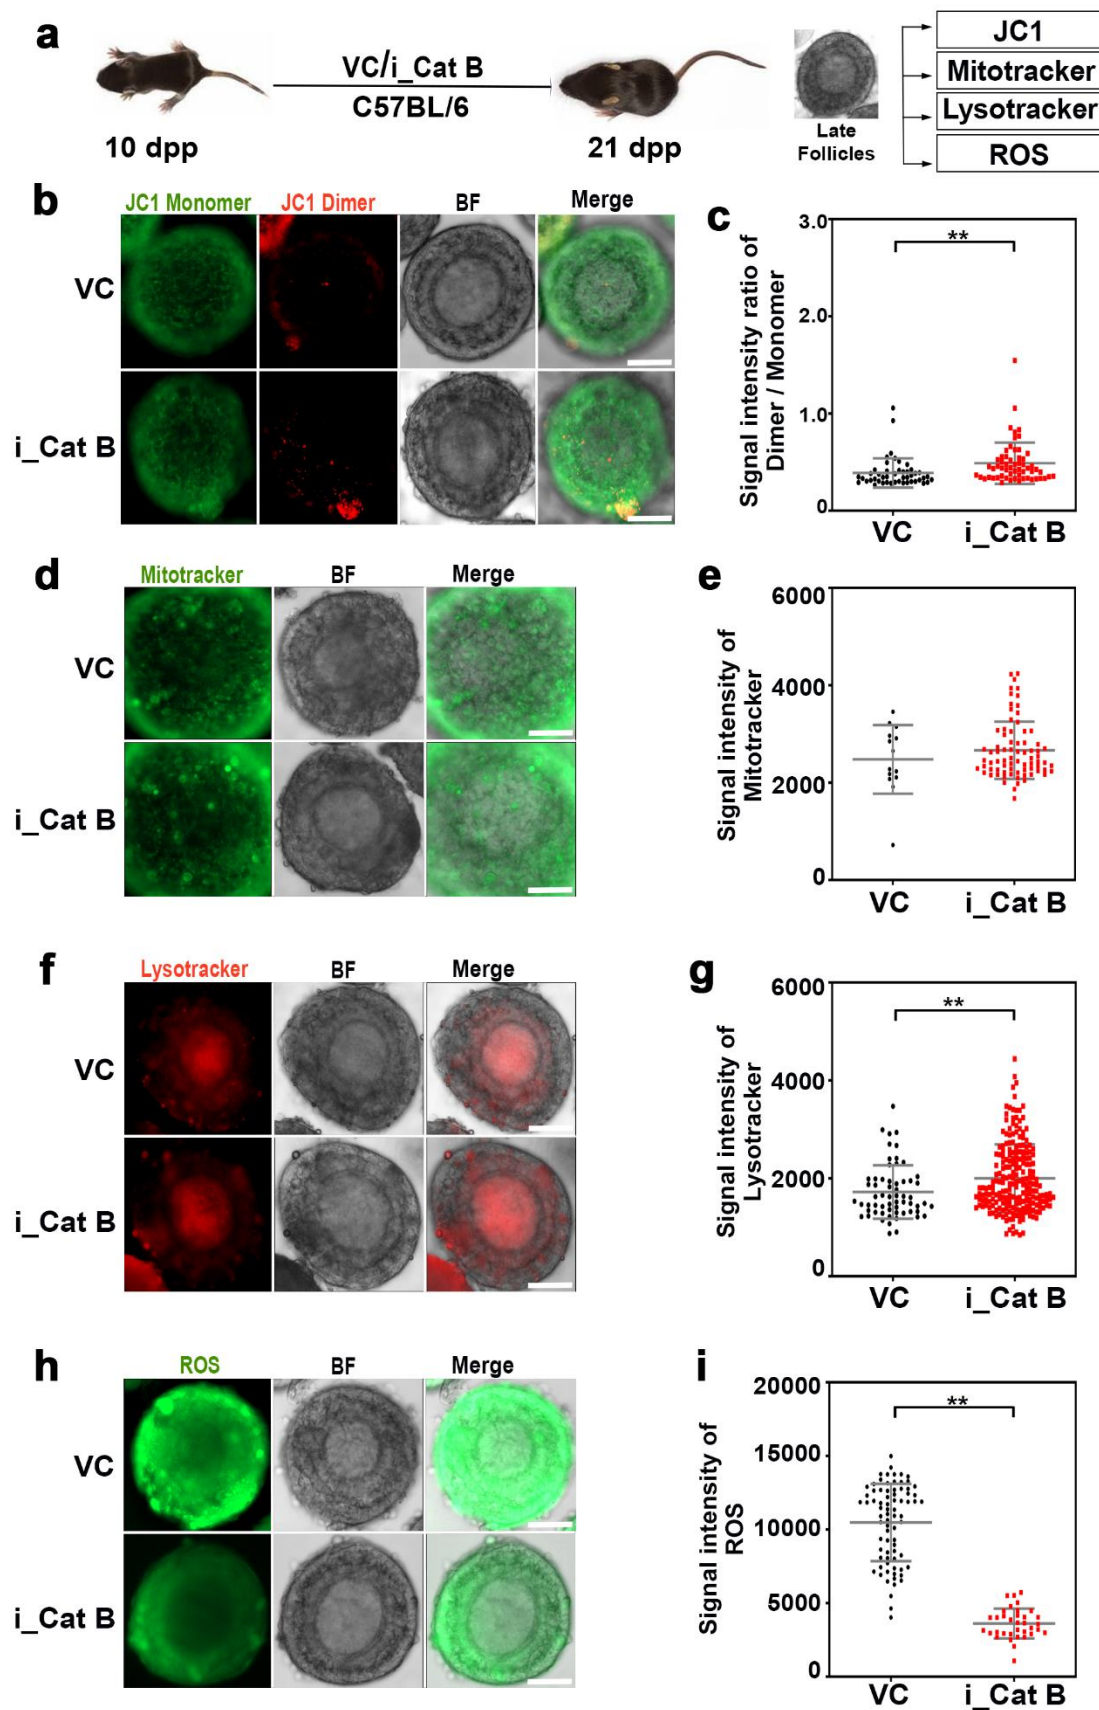 a
VC/i_Cat B
C57BL/6
10 dpp
21 dpp
Late
Follicles
JC1
Mitotracker
Lysotracker
ROS
b
JC1 Monomer
JC1 Dimer
BF
Merge
VC
i_Cat B
c
Signal intensity ratio of
Dimer / Monomer
3.0
2.0
1.0
0
**
VC
i_Cat B
d
Mitotracker
BF
Merge
VC
i_Cat B
e
Signal intensity of
Mitotracker
6000
4000
2000
0
VC
i_Cat B
f
Lysotracker
BF
Merge
VC
i_Cat B
g
Signal intensity of
Lysotracker
6000
4000
2000
0
**
VC
i_Cat B
h
ROS
BF
Merge
VC
i_Cat B
i
Signal intensity of
ROS
20000
15000
10000
5000
0
**
VC
i_Cat B